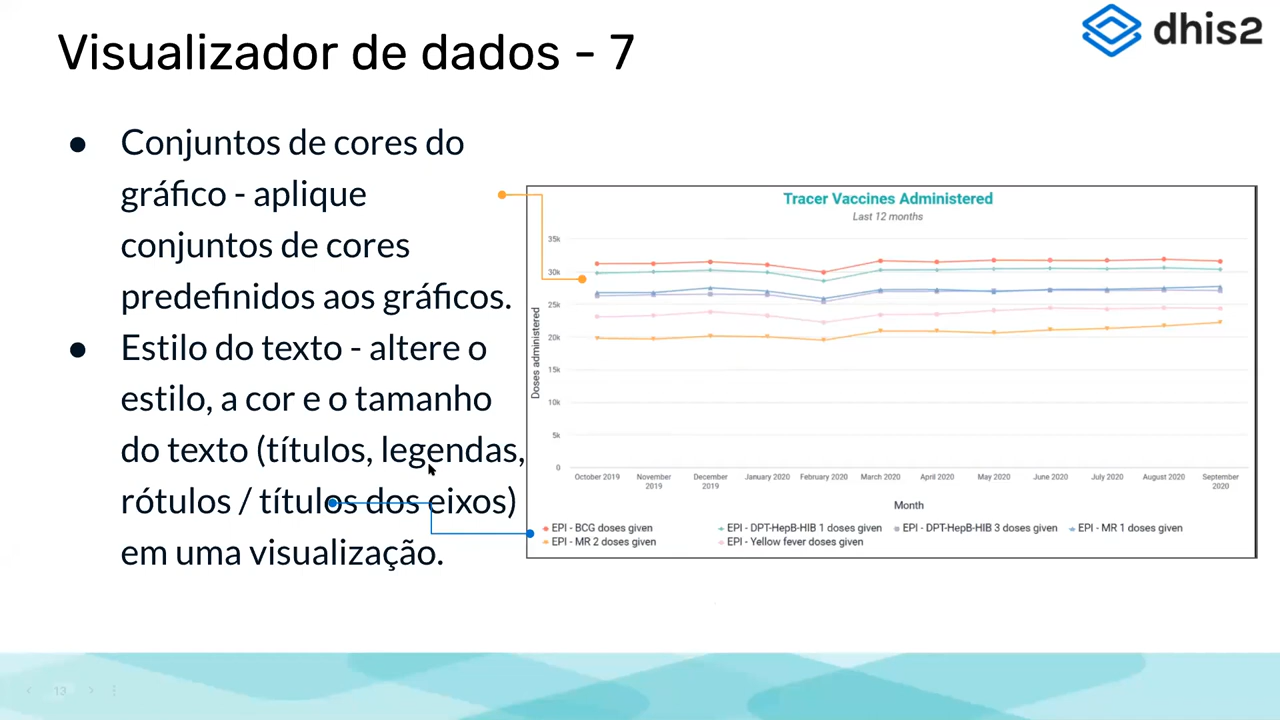 Visualizador de dados - 7
dhis2
● Conjuntos de cores do
gráfico - aplique
conjuntos de cores
predefinidos aos gráficos.
● Estilo do texto - altere o
estilo, a cor e o tamanho
do texto (títulos, legendas,
rótulos / títulos dos eixos)
em uma visualização.
Tracer Vaccines Administered
Last 12 months
35k
30k
25k
20k
15k
10k
5k
0
Doses administered
October 2019 November 2019 December 2019 January 2020 February 2020 March 2020 April 2020 May 2020 June 2020 July 2020 August 2020 September 2020
Month
EPI - BCG doses given EPI - DPT-HepB-HIB 1 doses given EPI - DPT-HepB-HIB 3 doses given EPI - MR 1 doses given
EPI - MR 2 doses given EPI - Yellow fever doses given
13